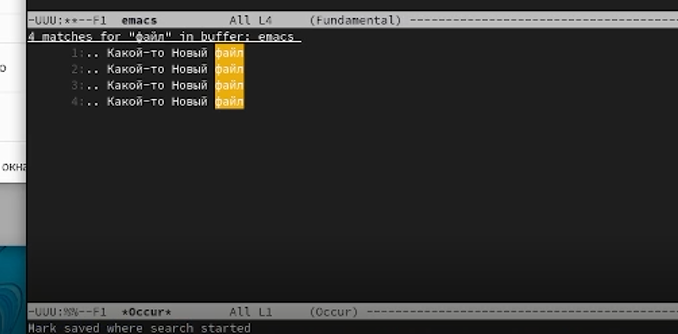 -UUU:**--F1 emacs All L4 (Fundamental)
4 matches for "файл" in buffer: emacs
1:.. Какой-то Новый файл
2:.. Какой-то Новый файл
3:.. Какой-то Новый файл
4:.. Какой-то Новый файл
окна
-UUU:%%--F1 *Occur* All L1 (Occur)
Mark saved where search started